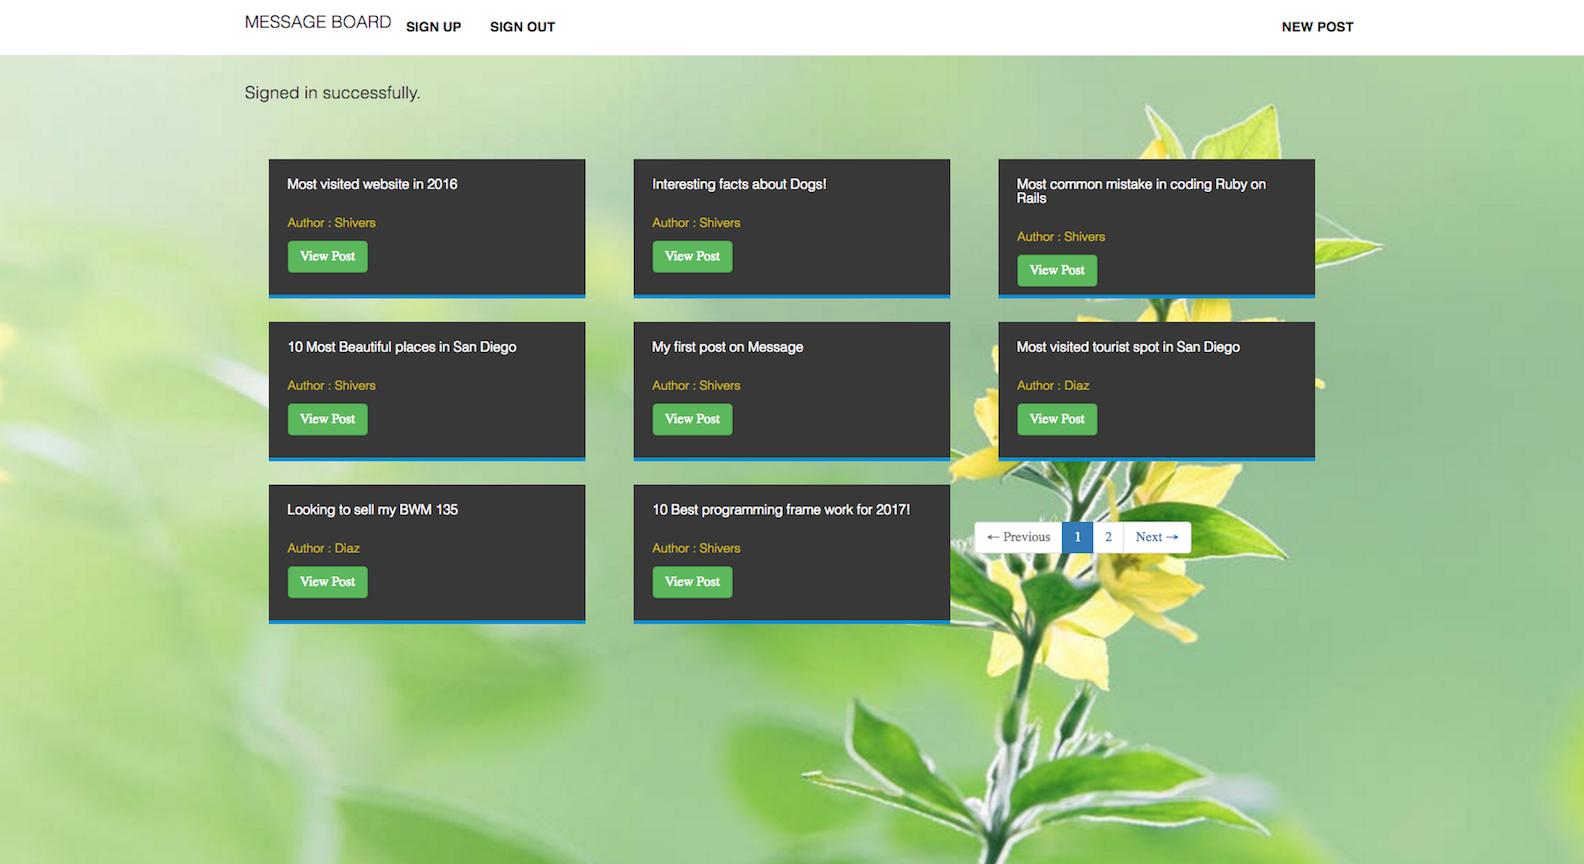 MESSAGE BOARD SIGN UP SIGN OUT NEW POST
Signed in successfully.
Most visited website in 2016
Author : Shivers
View Post
Interesting facts about Dogs!
Author : Shivers
View Post
Most common mistake in coding Ruby on
Rails
Author : Shivers
View Post
10 Most Beautiful places in San Diego
Author : Shivers
View Post
My first post on Message
Author : Shivers
View Post
Most visited tourist spot in San Diego
Author : Diaz
View Post
Looking to sell my BWM 135
Author : Diaz
View Post
10 Best programming frame work for 2017!
Author : Shivers
View Post
← Previous 1 2 Next →